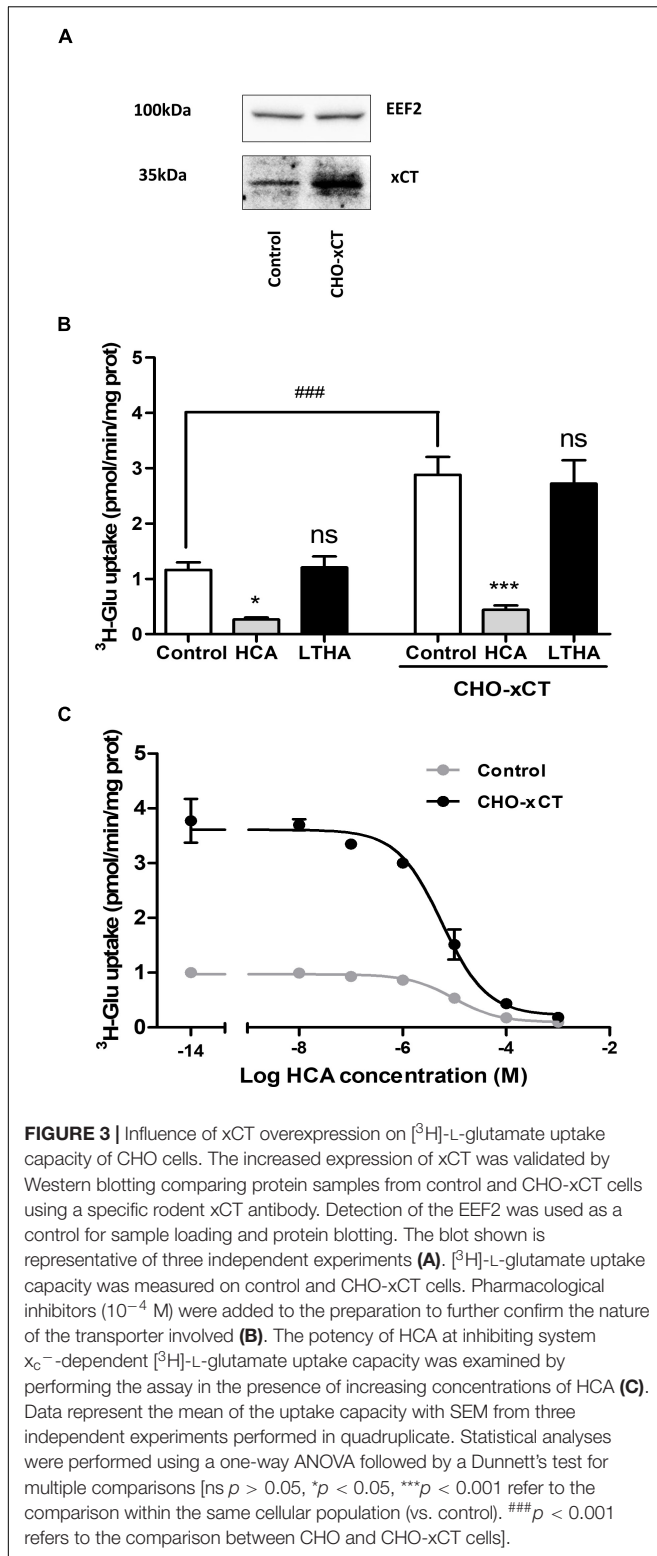 A
100kDa
EEF2
35kDa
xCT
Control
CHO-xCT
B
³H-Glu uptake (pmol/min/mg prot)
5
4
3
2
1
0
###
*
ns
***
ns
Control HCA LTHA Control HCA LTHA
CHO-xCT
C
³H-Glu uptake (pmol/min/mg prot)
5
4
3
2
1
0
Control
CHO-xCT
-14 -8 -6 -4 -2
Log HCA concentration (M)
FIGURE 3 | Influence of xCT overexpression on [³H]-L-glutamate uptake
capacity of CHO cells. The increased expression of xCT was validated by
Western blotting comparing protein samples from control and CHO-xCT cells
using a specific rodent xCT antibody. Detection of the EEF2 was used as a
control for sample loading and protein blotting. The blot shown is
representative of three independent experiments (A). [³H]-L-glutamate uptake
capacity was measured on control and CHO-xCT cells. Pharmacological
inhibitors (10⁻⁴ M) were added to the preparation to further confirm the nature
of the transporter involved (B). The potency of HCA at inhibiting system
xc⁻-dependent [³H]-L-glutamate uptake capacity was examined by
performing the assay in the presence of increasing concentrations of HCA (C).
Data represent the mean of the uptake capacity with SEM from three
independent experiments performed in quadruplicate. Statistical analyses
were performed using a one-way ANOVA followed by a Dunnett's test for
multiple comparisons [ns p > 0.05, *p < 0.05, ***p < 0.001 refer to the
comparison within the same cellular population (vs. control). ###p < 0.001
refers to the comparison between CHO and CHO-xCT cells].